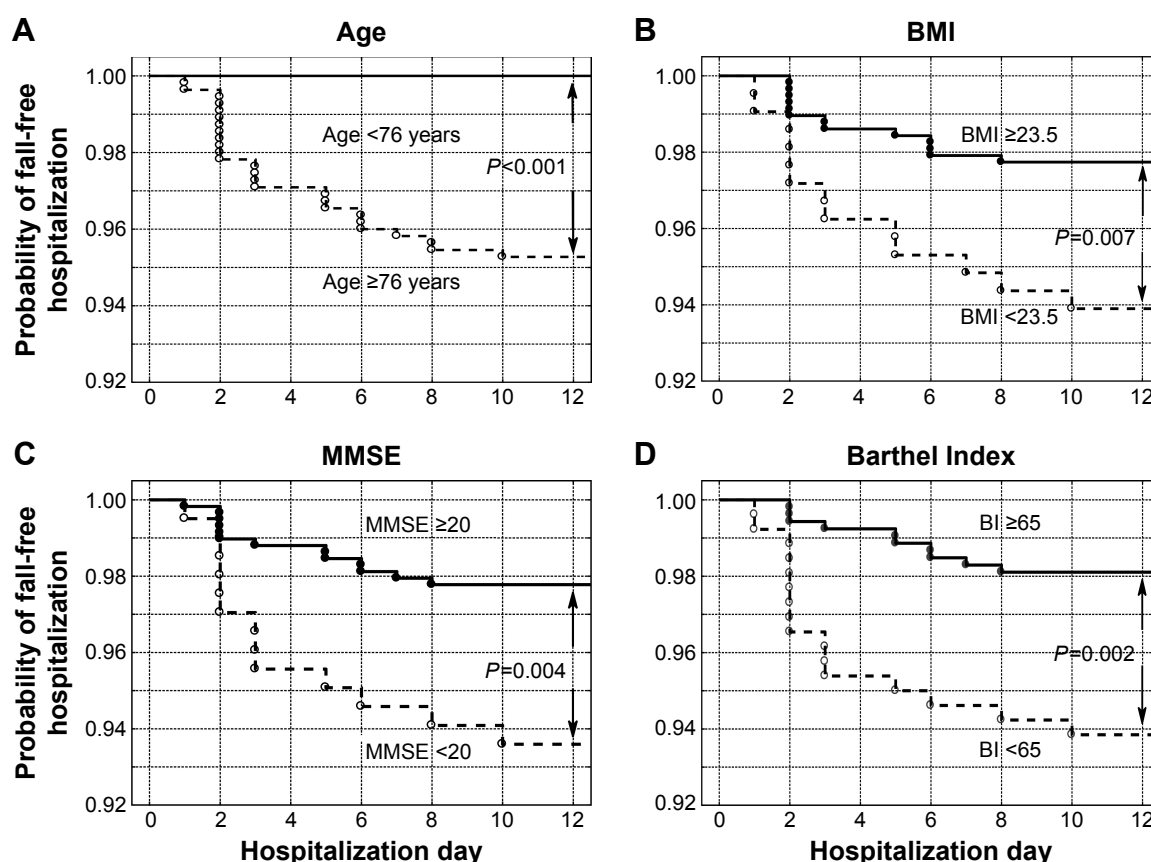 A
Age
Probability of fall-free
hospitalization
1.00
0.98
0.96
0.94
0.92
Age <76 years
P<0.001
Age ≥76 years
0 2 4 6 8 10 12
B
BMI
1.00
0.98
0.96
0.94
0.92
BMI ≥23.5
P=0.007
BMI <23.5
0 2 4 6 8 10 12
C
MMSE
Probability of fall-free
hospitalization
1.00
0.98
0.96
0.94
0.92
MMSE ≥20
P=0.004
MMSE <20
0 2 4 6 8 10 12
Hospitalization day
D
Barthel Index
1.00
0.98
0.96
0.94
0.92
BI ≥65
P=0.002
BI <65
0 2 4 6 8 10 12
Hospitalization day